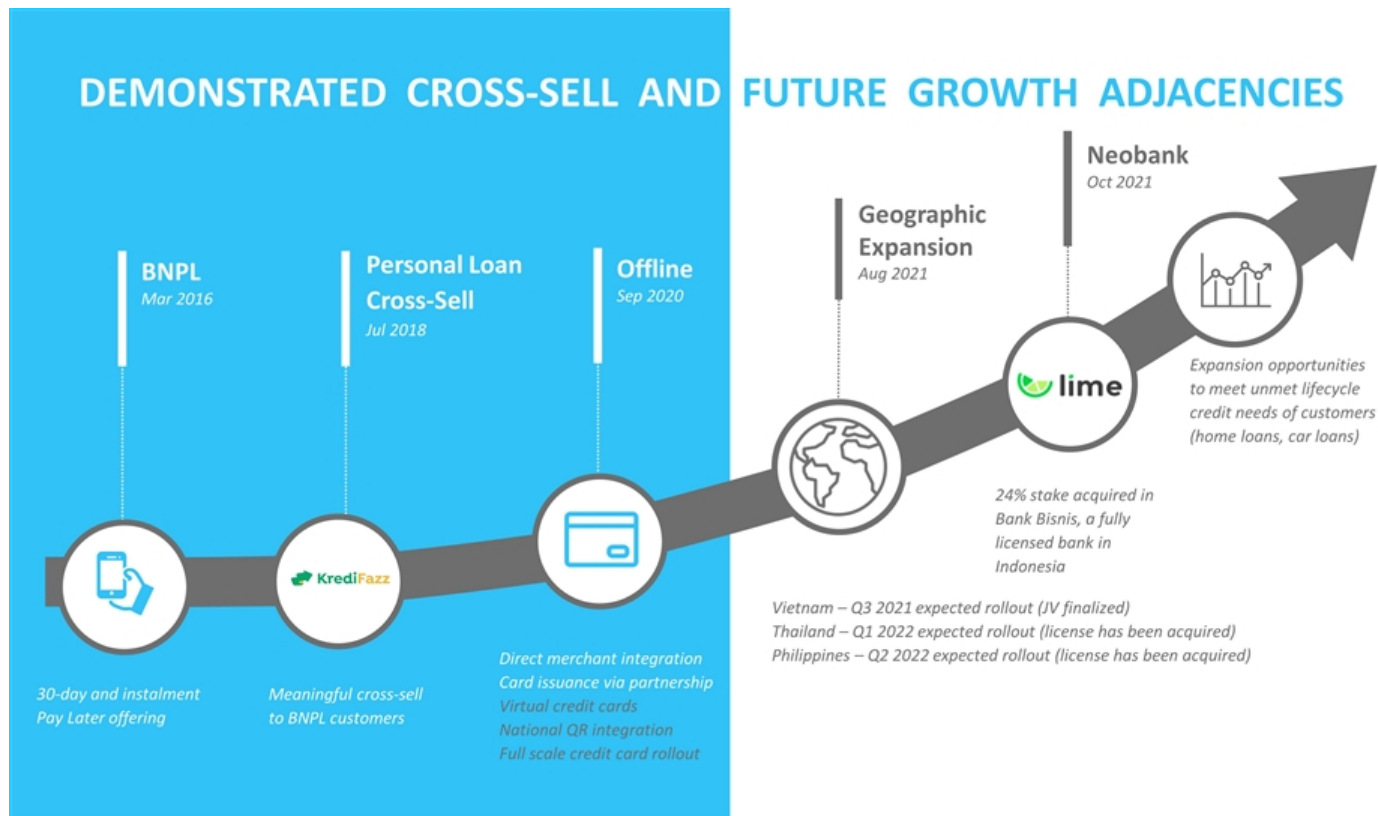 DEMONSTRATED CROSS-SELL AND FUTURE GROWTH ADJACENCIES
BNPL
Mar 2016
30-day and instalment
Pay Later offering
Personal Loan
Cross-Sell
Jul 2018
KrediFazz
Meaningful cross-sell
to BNPL customers
Offline
Sep 2020
Direct merchant integration
Card issuance via partnership
Virtual credit cards
National QR integration
Full scale credit card rollout
Geographic
Expansion
Aug 2021
Vietnam – Q3 2021 expected rollout (JV finalized)
Thailand – Q1 2022 expected rollout (license has been acquired)
Philippines – Q2 2022 expected rollout (license has been acquired)
Neobank
Oct 2021
lime
24% stake acquired in
Bank Bisnis, a fully
licensed bank in
Indonesia
Expansion opportunities
to meet unmet lifecycle
credit needs of customers
(home loans, car loans)